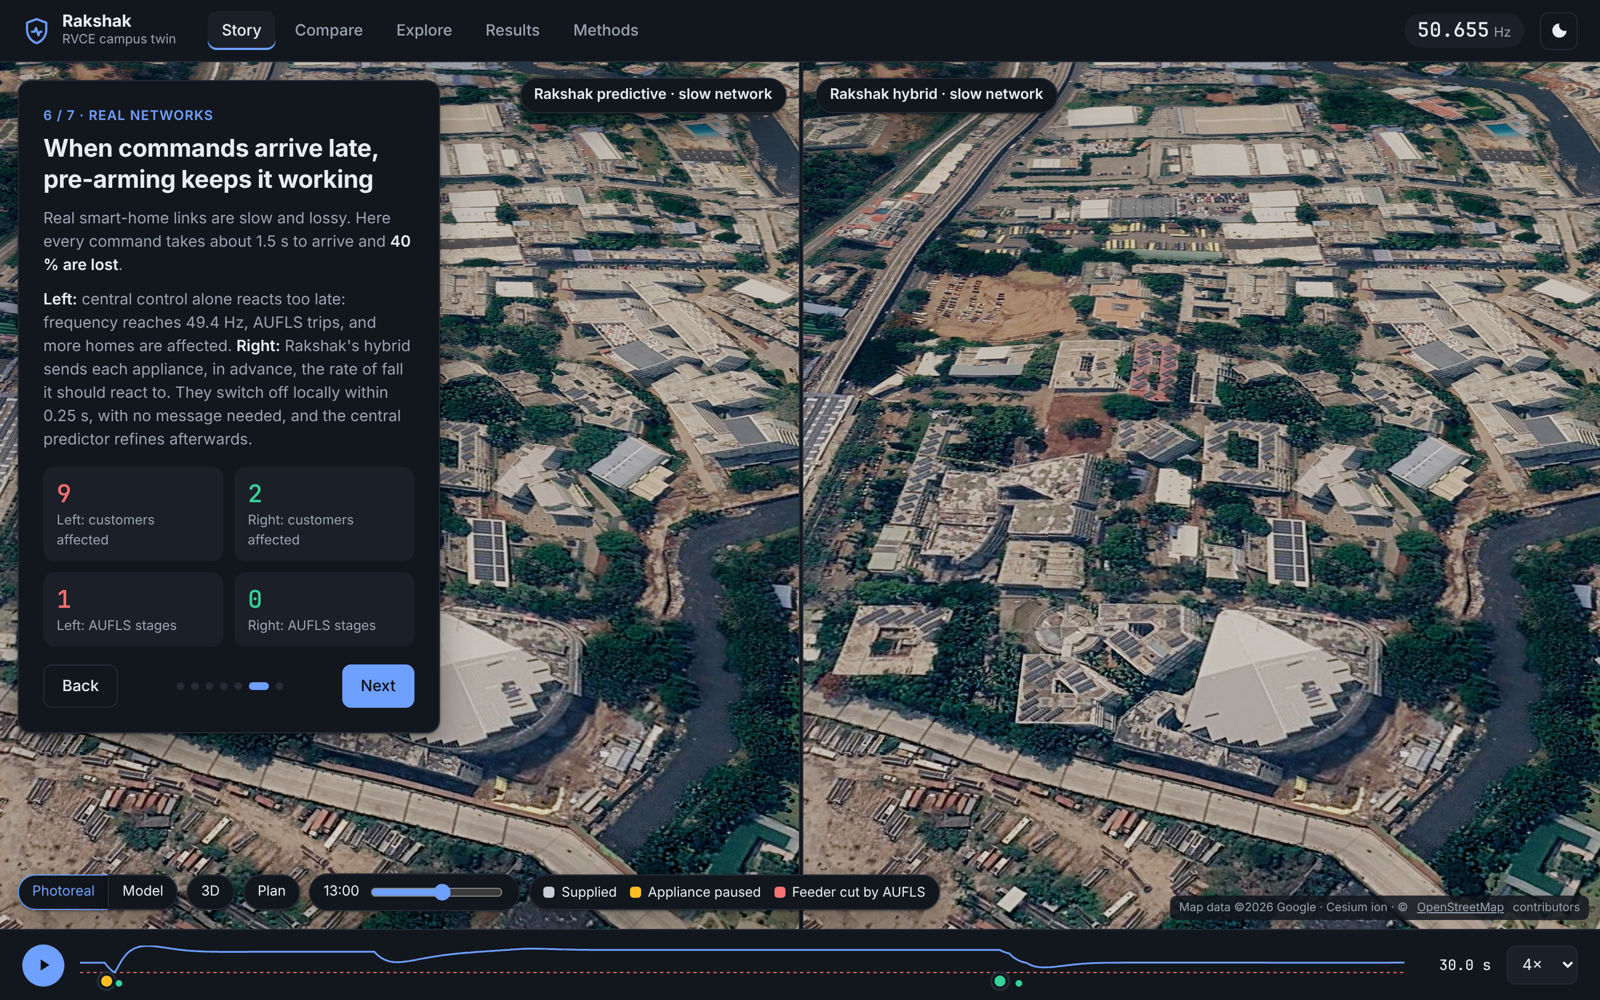 Rakshak
RVCE campus twin
Story
Compare
Explore
Results
Methods
50.655 Hz
6 / 7 · REAL NETWORKS
When commands arrive late,
pre-arming keeps it working
Real smart-home links are slow and lossy. Here
every command takes about 1.5 s to arrive and 40
% are lost.
Left: central control alone reacts too late:
frequency reaches 49.4 Hz, AUFLS trips, and
more homes are affected. Right: Rakshak's hybrid
sends each appliance, in advance, the rate of fall
it should react to. They switch off locally within
0.25 s, with no message needed, and the central
predictor refines afterwards.
9
Left: customers
affected
2
Right: customers
affected
1
Left: AUFLS stages
0
Right: AUFLS stages
Back
Next
Rakshak predictive · slow network
Rakshak hybrid · slow network
Photoreal
Model
3D
Plan
13:00
Supplied
Appliance paused
Feeder cut by AUFLS
Map data ©2026 Google · Cesium ion · © OpenStreetMap contributors
30.0 s
4×